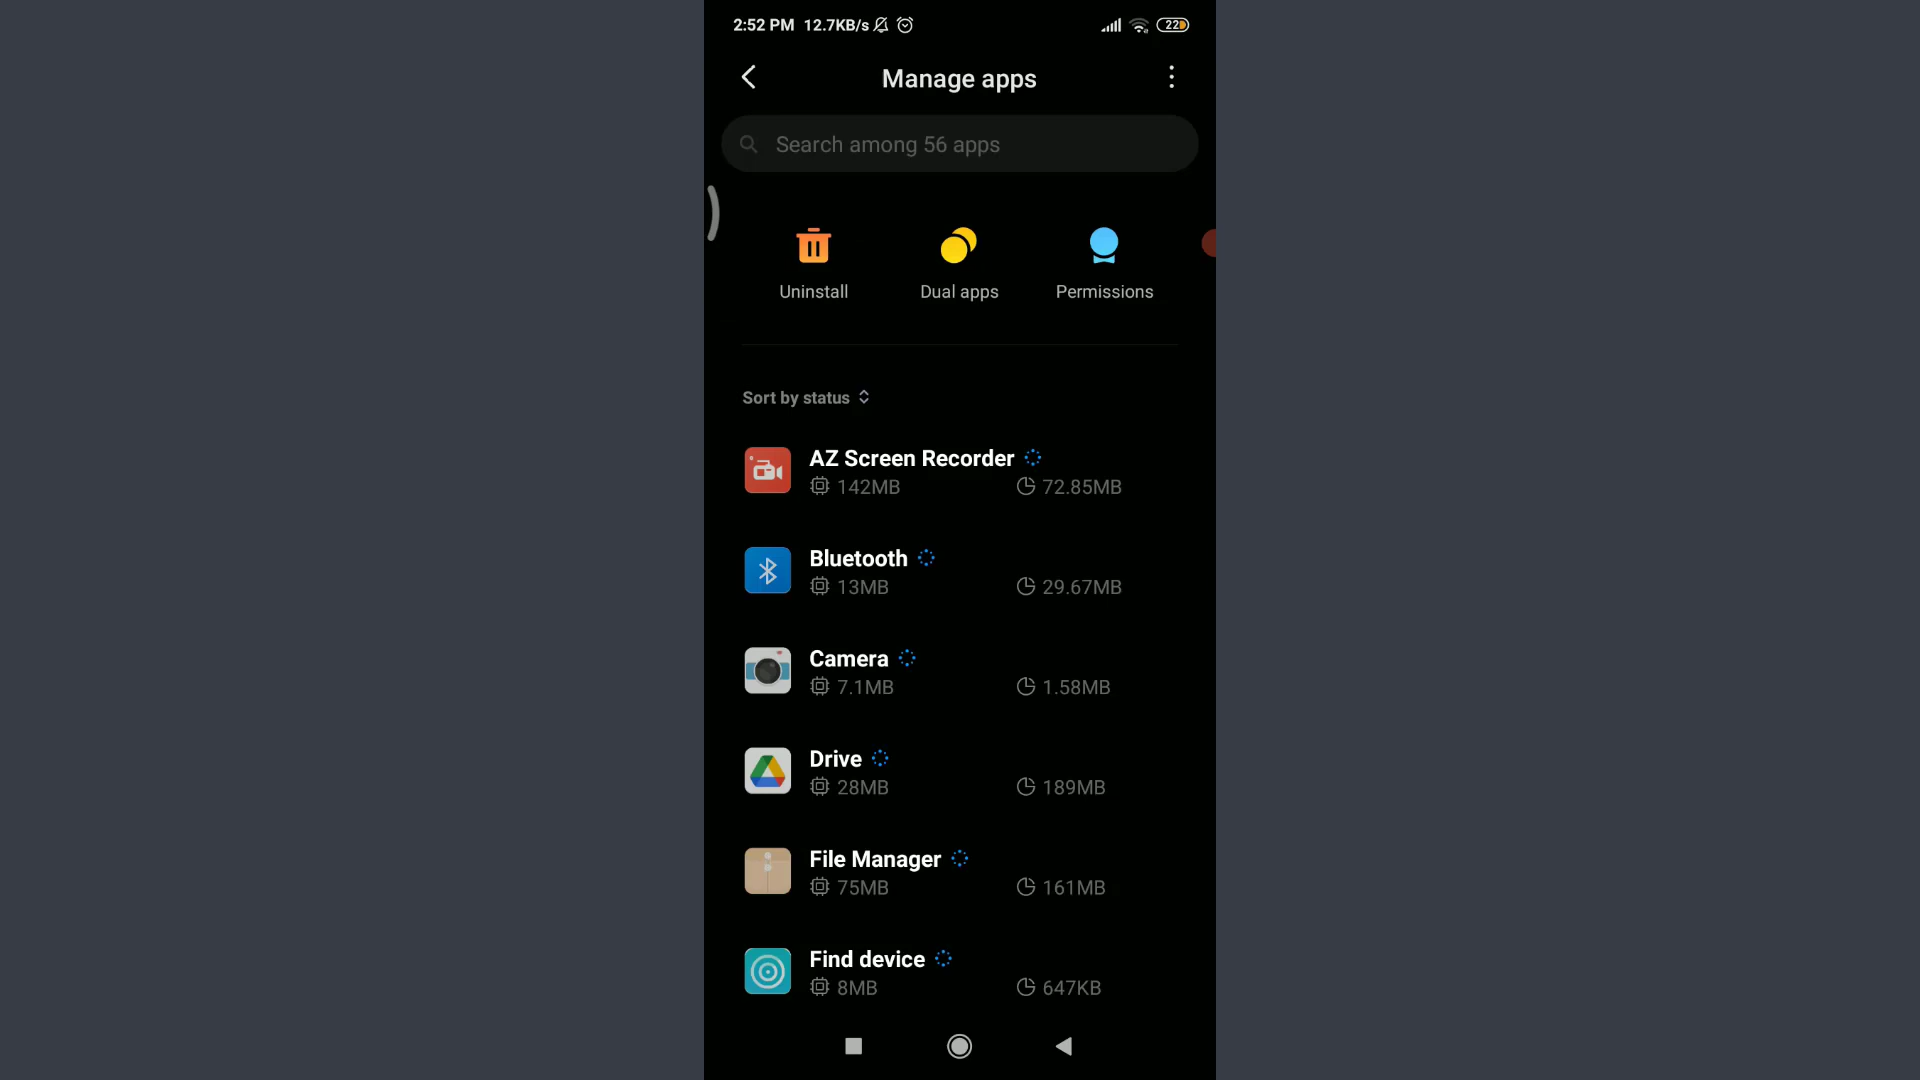 2:52 PM 12.7KB/s 22
Manage apps
Search among 56 apps
Uninstall Dual apps Permissions
Sort by status
AZ Screen Recorder
142MB 72.85MB
Bluetooth
13MB 29.67MB
Camera
7.1MB 1.58MB
Drive
28MB 189MB
File Manager
75MB 161MB
Find device
8MB 647KB